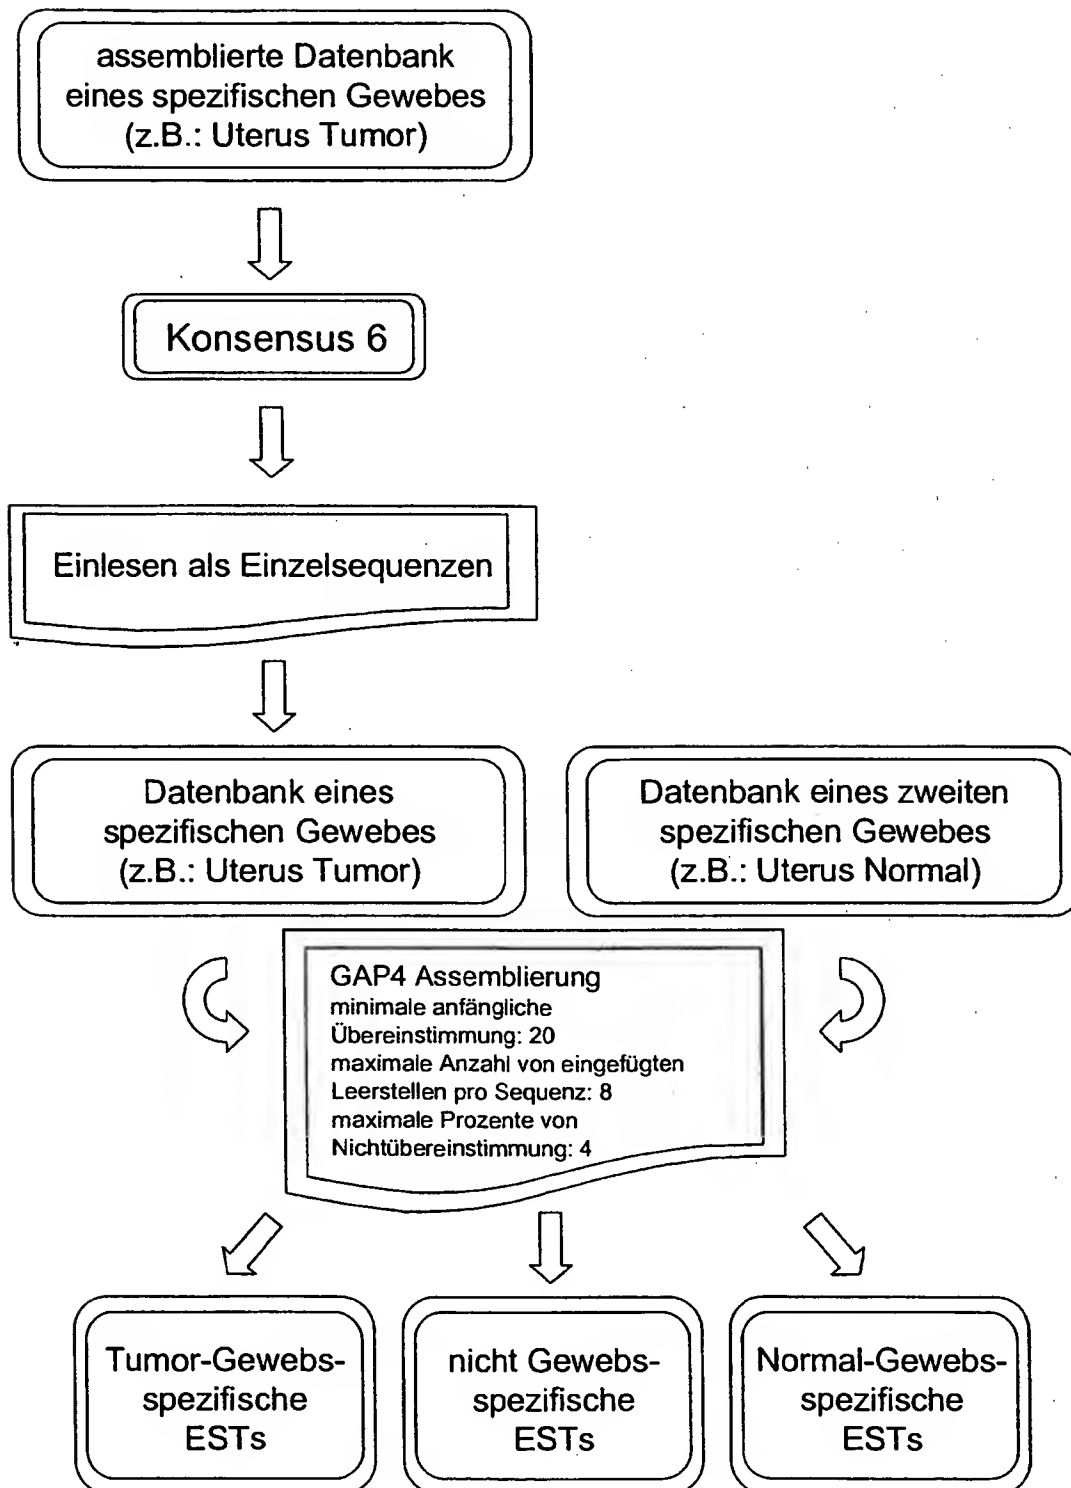 assemblierte Datenbank
eines spezifischen Gewebes
(z.B.: Uterus Tumor)
Konsensus 6
Einlesen als Einzelsequenzen
Datenbank eines
spezifischen Gewebes
(z.B.: Uterus Tumor)
Datenbank eines zweiten
spezifischen Gewebes
(z.B.: Uterus Normal)
GAP4 Assemblierung
minimale anfängliche
Übereinstimmung: 20
maximale Anzahl von eingefügten
Leerstellen pro Sequenz: 8
maximale Prozente von
Nichtübereinstimmung: 4
Tumor-Gewebs-
spezifische
ESTs
nicht Gewebs-
spezifische
ESTs
Normal-Gewebs-
spezifische
ESTs